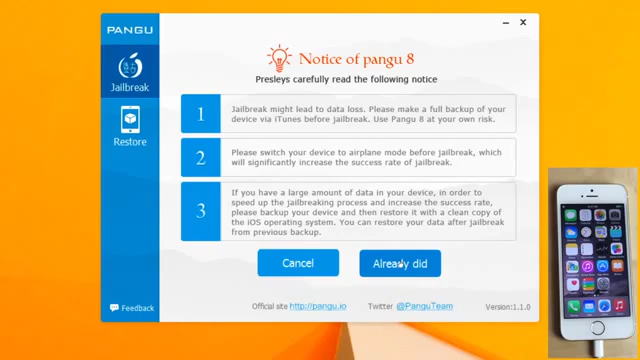 PANGU
Jailbreak
Restore
Feedback
Notice of pangu 8
Presleys carefully read the following notice
1
Jailbreak might lead to data loss. Please make a full backup of your
device via iTunes before jailbreak. Use Pangu 8 at your own risk.
2
Please switch your device to airplane mode before jailbreak, which
will significantly increase the success rate of jailbreak.
3
If you have a large amount of data in your device, in order to
speed up the jailbreaking process and increase the success rate,
please backup your device and then restore it with a clean copy of
the iOS operating system. You can restore your data after jailbreak
from previous backup.
Cancel
Already did
Official site http://pangu.io Twitter @PanguTeam Version:1.1.0